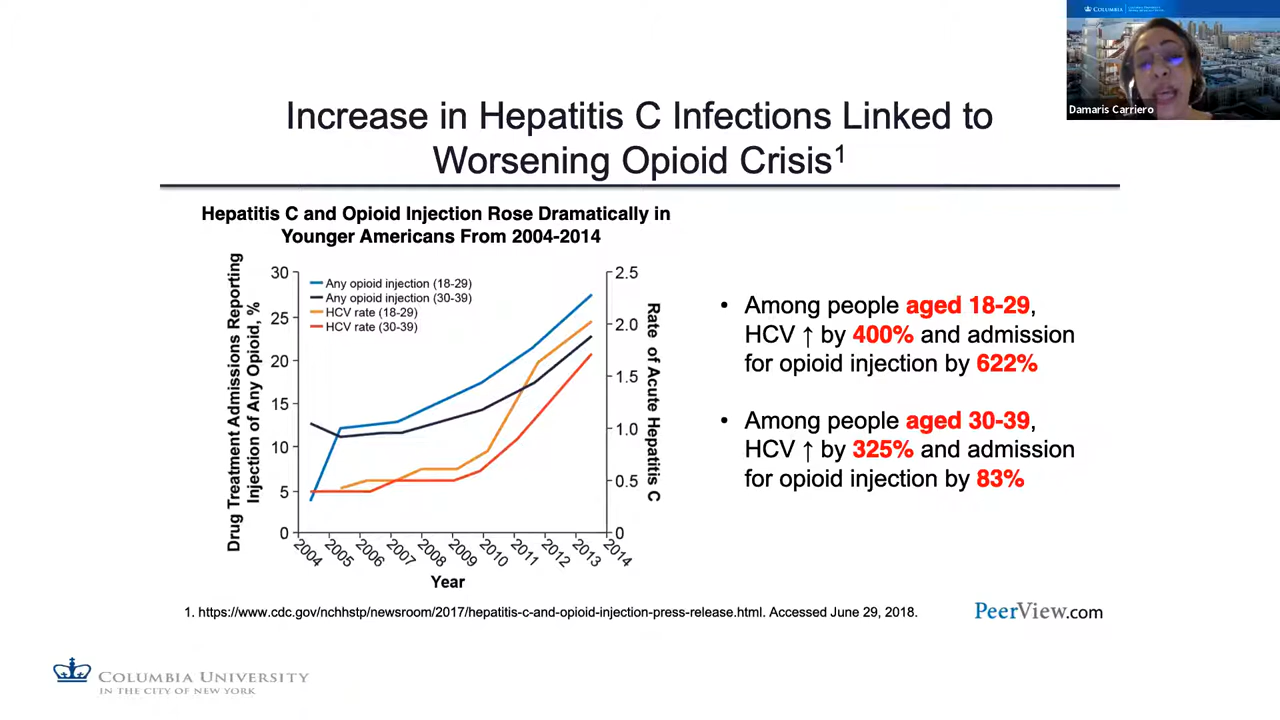 COLUMBIA
Damaris Carriero
Increase in Hepatitis C Infections Linked to
Worsening Opioid Crisis1
Hepatitis C and Opioid Injection Rose Dramatically in
Younger Americans From 2004-2014
Drug Treatment Admissions Reporting
Injection of Any Opioid, %
30
25
20
15
10
5
0
Any opioid injection (18-29)
Any opioid injection (30-39)
HCV rate (18-29)
HCV rate (30-39)
2.5
2.0
1.5
1.0
0.5
0
Rate of Acute Hepatitis C
2004
2005
2006
2007
2008
2009
2010
2011
2012
2013
2014
Year
• Among people aged 18-29,
HCV ↑ by 400% and admission
for opioid injection by 622%
• Among people aged 30-39,
HCV ↑ by 325% and admission
for opioid injection by 83%
1. https://www.cdc.gov/nchhstp/newsroom/2017/hepatitis-c-and-opioid-injection-press-release.html. Accessed June 29, 2018.
PeerView.com
COLUMBIA UNIVERSITY
IN THE CITY OF NEW YORK